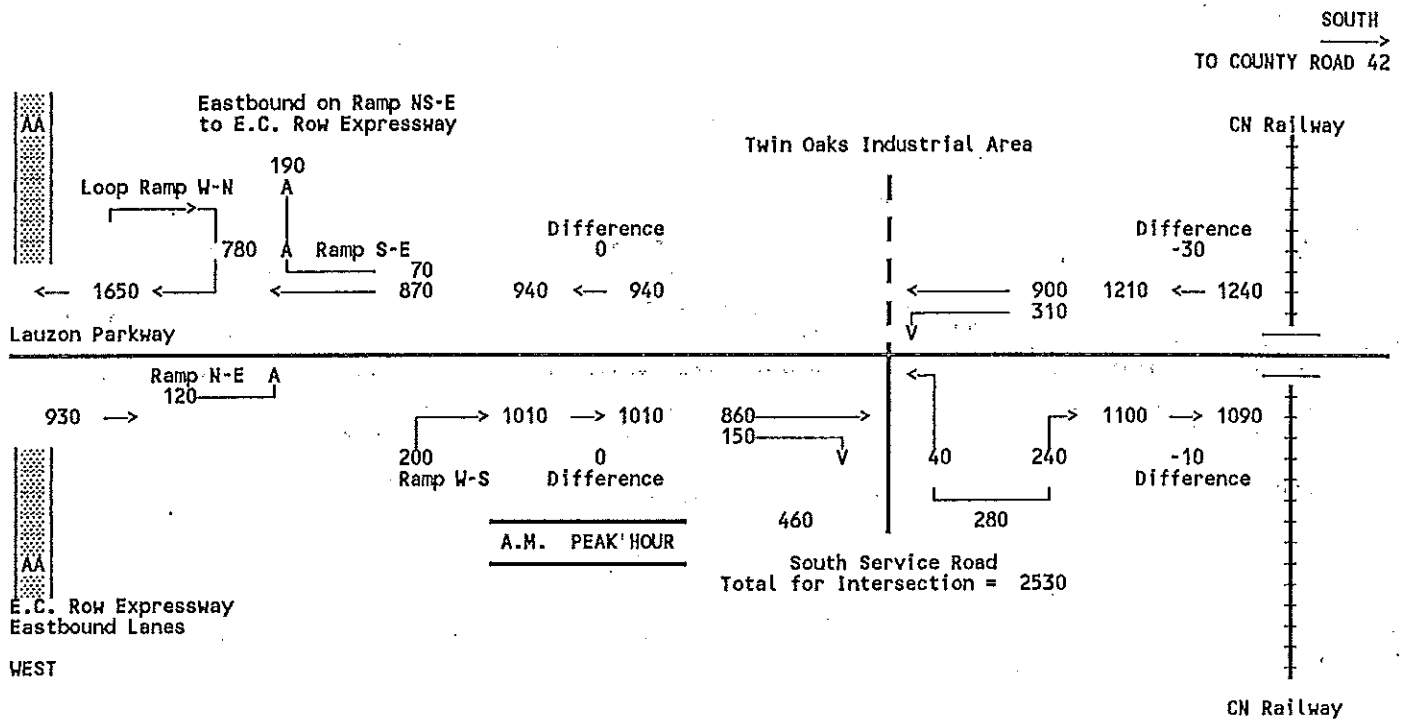 SOUTH
TO COUNTY ROAD 42
Eastbound on Ramp NS-E
to E.C. Row Expressway
AA
CN Railway
Twin Oaks Industrial Area
190
Loop Ramp W-N
A
Difference
Difference
780 A Ramp S-E
0
-30
70
1650
870
940
940
900
1210
1240
310
V
Lauzon Parkway
Ramp N-E A
120
930
1010
1010
860
1100
1090
150
V
200
0
40
240
-10
Ramp W-S
Difference
Difference
460
280
A.M. PEAK HOUR
AA
South Service Road
Total for Intersection = 2530
E.C. Row Expressway
Eastbound Lanes
WEST
CN Railway